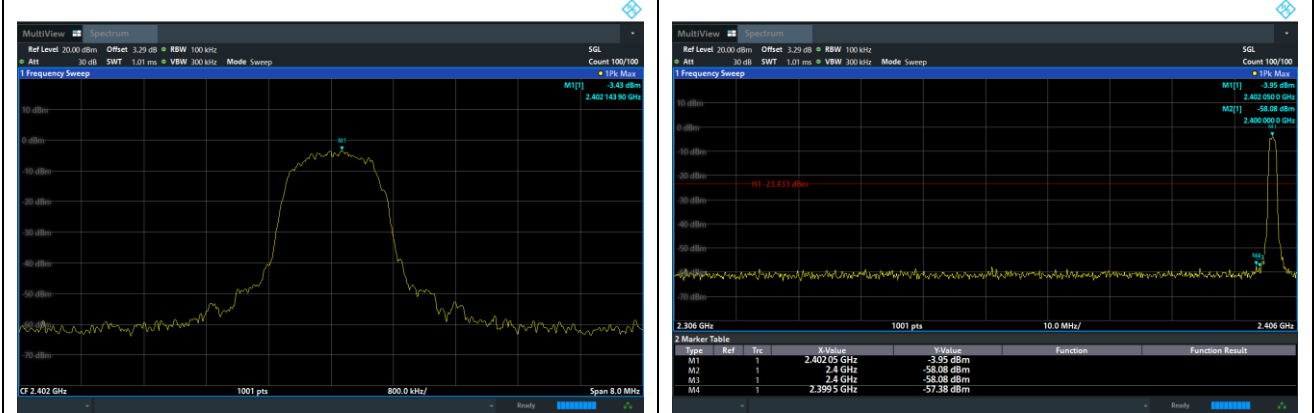 MultiView Spectrum
Ref Level 20.00 dBm Offset 3.29 dB RBW 100 kHz SGL
Att 30 dB SWT 1.01 ms VBW 300 kHz Mode Sweep Count 100/100
1 Frequency Sweep 1Pk Max
M1[1] -3.43 dBm
2.402 143 90 GHz
10 dBm
0 dBm
M1
-10 dBm
-20 dBm
-30 dBm
-40 dBm
-50 dBm
-60 dBm
-70 dBm
CF 2.402 GHz 1001 pts 800.0 kHz/ Span 8.0 MHz
Ready
MultiView Spectrum
Ref Level 20.00 dBm Offset 3.29 dB RBW 100 kHz SGL
Att 30 dB SWT 1.01 ms VBW 300 kHz Mode Sweep Count 100/100
1 Frequency Sweep 1Pk Max
M1[1] -3.95 dBm
2.402 050 0 GHz
M2[1] -58.08 dBm
2.400 000 0 GHz
10 dBm
M1
0 dBm
-10 dBm
-20 dBm
H1 -23.433 dBm
-30 dBm
-40 dBm
-50 dBm
M4
-60 dBm
-70 dBm
2.306 GHz 1001 pts 10.0 MHz/ 2.406 GHz
2 Marker Table
Type Ref Trc X-Value Y-Value Function Function Result
M1 1 2.402 05 GHz -3.95 dBm
M2 1 2.4 GHz -58.08 dBm
M3 1 2.4 GHz -58.08 dBm
M4 1 2.399 5 GHz -57.38 dBm
Ready